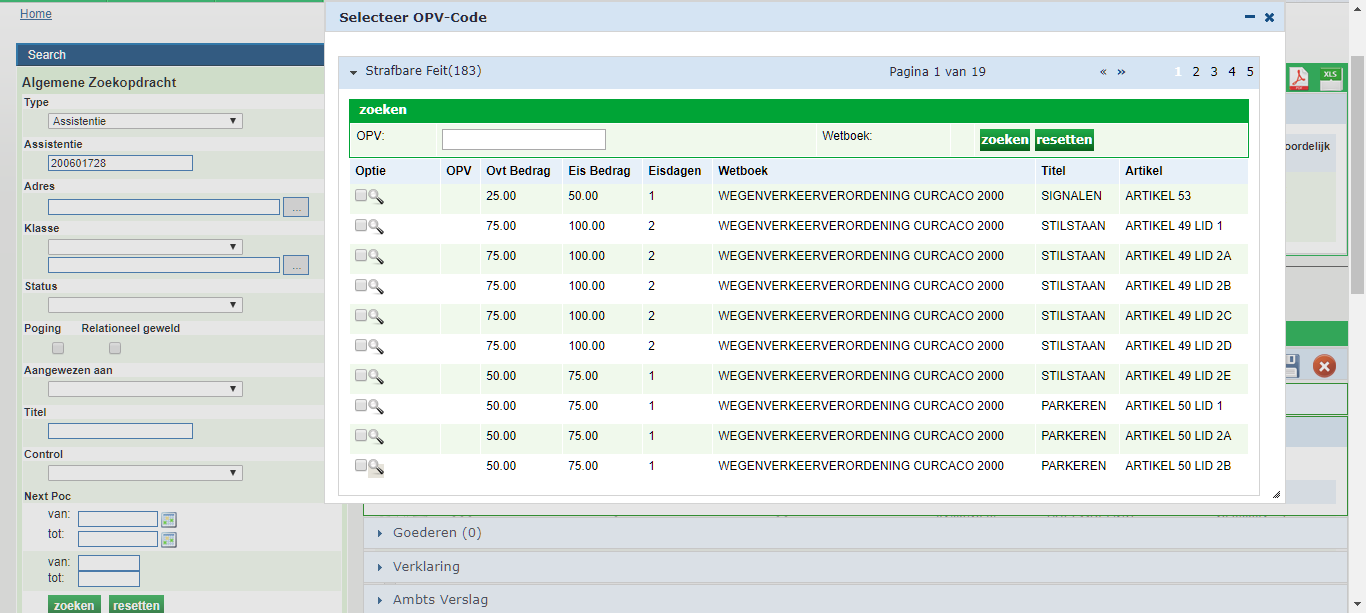 Home
Search
Algemene Zoekopdracht
Type
Assistentie
Assistentie
200601728
Adres
...
Klasse
...
Status
Poging Relationeel geweld
Aangewezen aan
Titel
Control
Next Poc
van:
tot:
van:
tot:
zoeken resetten
Selecteer OPV-Code
Strafbare Feit(183) Pagina 1 van 19 « » 1 2 3 4 5
zoeken
OPV: Wetboek: zoeken resetten
Optie OPV Ovt Bedrag Eis Bedrag Eisdagen Wetboek Titel Artikel
25.00 50.00 1 WEGENVERKEERVERORDENING CURCACO 2000 SIGNALEN ARTIKEL 53
75.00 100.00 2 WEGENVERKEERVERORDENING CURCACO 2000 STILSTAAN ARTIKEL 49 LID 1
75.00 100.00 2 WEGENVERKEERVERORDENING CURCACO 2000 STILSTAAN ARTIKEL 49 LID 2A
75.00 100.00 2 WEGENVERKEERVERORDENING CURCACO 2000 STILSTAAN ARTIKEL 49 LID 2B
75.00 100.00 2 WEGENVERKEERVERORDENING CURCACO 2000 STILSTAAN ARTIKEL 49 LID 2C
75.00 100.00 2 WEGENVERKEERVERORDENING CURCACO 2000 STILSTAAN ARTIKEL 49 LID 2D
50.00 75.00 1 WEGENVERKEERVERORDENING CURCACO 2000 STILSTAAN ARTIKEL 49 LID 2E
50.00 75.00 1 WEGENVERKEERVERORDENING CURCACO 2000 PARKEREN ARTIKEL 50 LID 1
50.00 75.00 1 WEGENVERKEERVERORDENING CURCACO 2000 PARKEREN ARTIKEL 50 LID 2A
50.00 75.00 1 WEGENVERKEERVERORDENING CURCACO 2000 PARKEREN ARTIKEL 50 LID 2B
XLS
oordelijk
Goederen (0)
Verklaring
Ambts Verslag